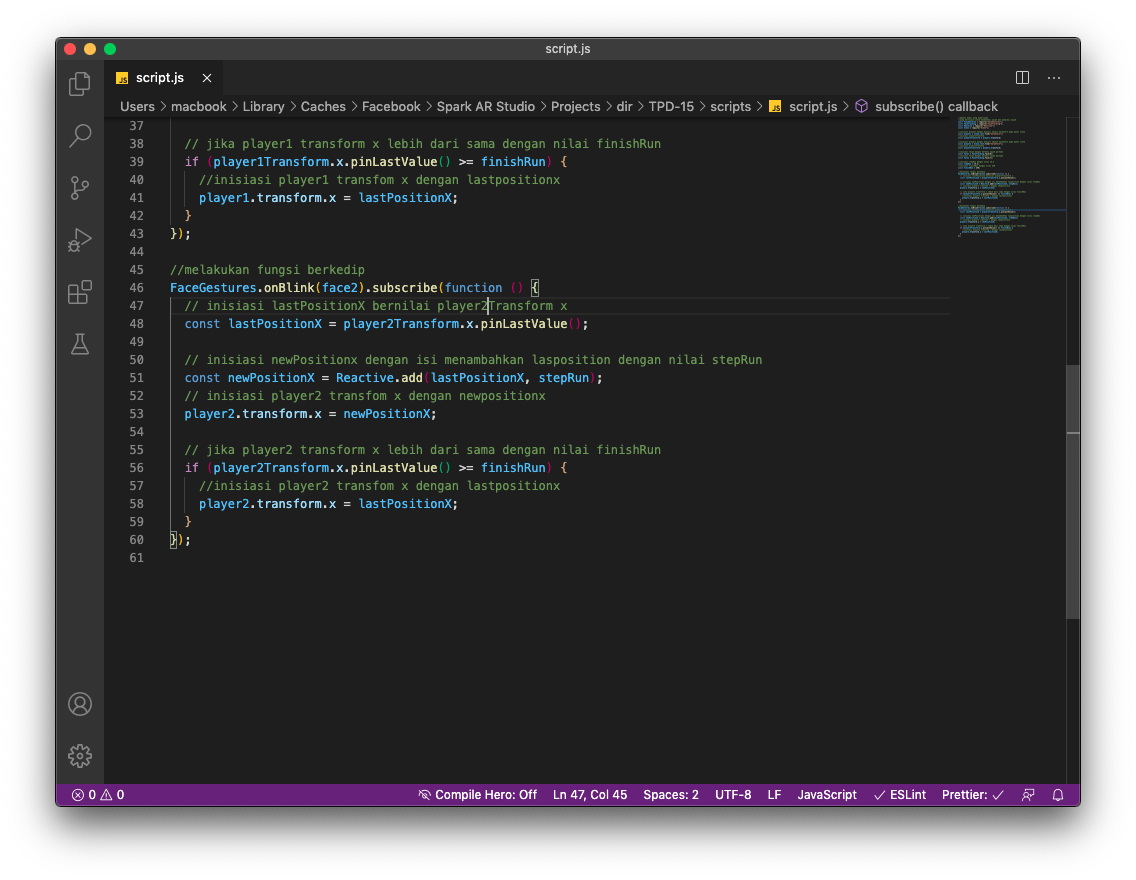 script.js
JS script.js ×
Users > macbook > Library > Caches > Facebook > Spark AR Studio > Projects > dir > TPD-15 > scripts > JS script.js > subscribe() callback
37
38 // jika player1 transform x lebih dari sama dengan nilai finishRun
39 if (player1Transform.x.pinLastValue() >= finishRun) {
40 //inisiasi player1 transfom x dengan lastpositionx
41 player1.transform.x = lastPositionX;
42 }
43 });
44
45 //melakukan fungsi berkedip
46 FaceGestures.onBlink(face2).subscribe(function () {
47 // inisiasi lastPositionX bernilai player2Transform x
48 const lastPositionX = player2Transform.x.pinLastValue();
49
50 // inisiasi newPositionx dengan isi menambahkan lasposition dengan nilai stepRun
51 const newPositionX = Reactive.add(lastPositionX, stepRun);
52 // inisiasi player2 transfom x dengan newpositionx
53 player2.transform.x = newPositionX;
54
55 // jika player2 transform x lebih dari sama dengan nilai finishRun
56 if (player2Transform.x.pinLastValue() >= finishRun) {
57 //inisiasi player2 transfom x dengan lastpositionx
58 player2.transform.x = lastPositionX;
59 }
60 });
61
0 0 Compile Hero: Off Ln 47, Col 45 Spaces: 2 UTF-8 LF JavaScript ✓ ESLint Prettier: ✓